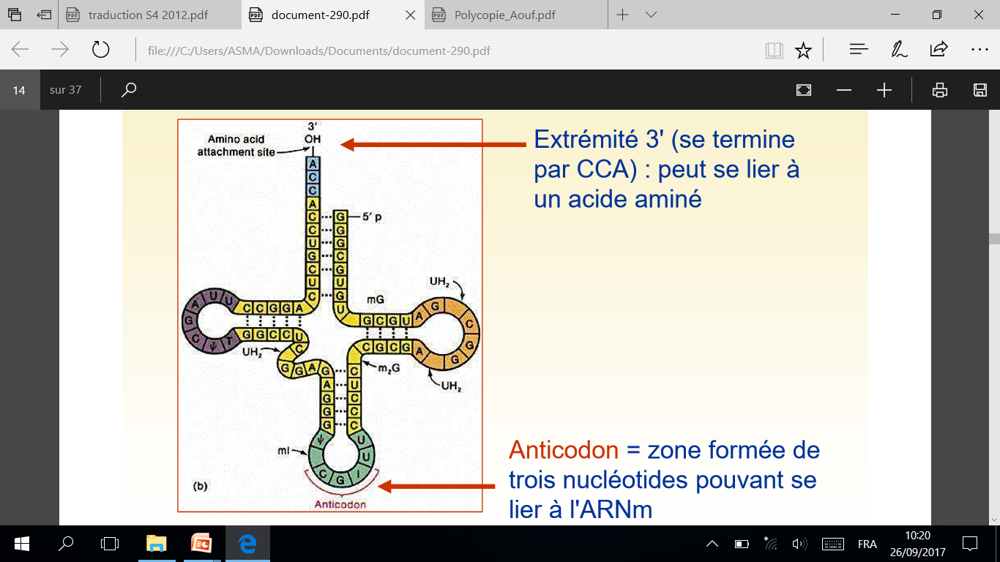 traduction S4 2012.pdf
document-290.pdf
Polycopie_Aouf.pdf
file:///C:/Users/ASMA/Downloads/Documents/document-290.pdf
14
sur 37
3'
OH
Amino acid
attachment site
A
C
C
A
C
C
U
G
C
U
C
5' p
G
G
G
C
G
U
G
U
mG
UH₂
G C G U A G C G G A
C G C G
UH₂
m₂G
U U A G C Ψ T
C C G G A
G G C C U
UH₂
C
G G A G
A
G
G
G
C
U
C
C
C
mI
Ψ
C G I
U
U
(b)
Anticodon
Extrémité 3' (se termine
par CCA) : peut se lier à
un acide aminé
Anticodon = zone formée de
trois nucléotides pouvant se
lier à l'ARNm
FRA
10:20
26/09/2017